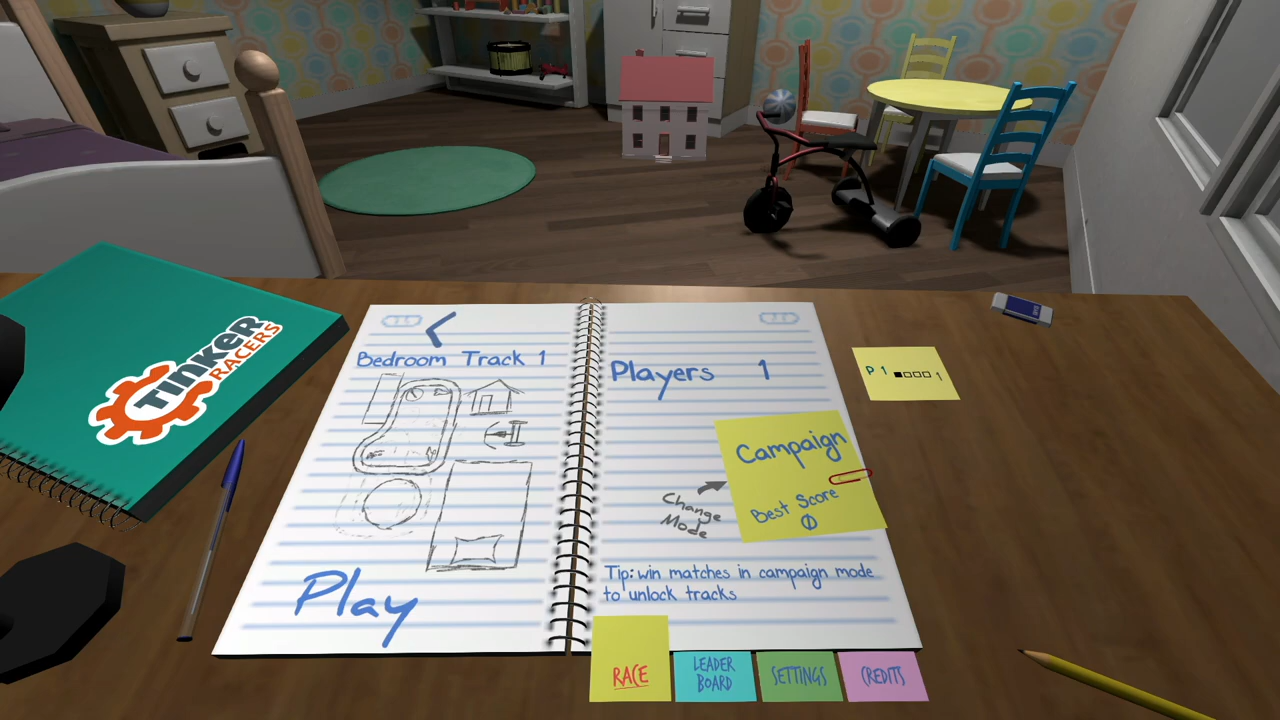 TINKER
RACERS
<
Bedroom Track 1
Play
Players 1
Campaign
Best Score
0
Change
Mode
Tip: win matches in campaign mode
to unlock tracks
P1 1
RACE
LEADER
BOARD
SETTINGS
CREDITS